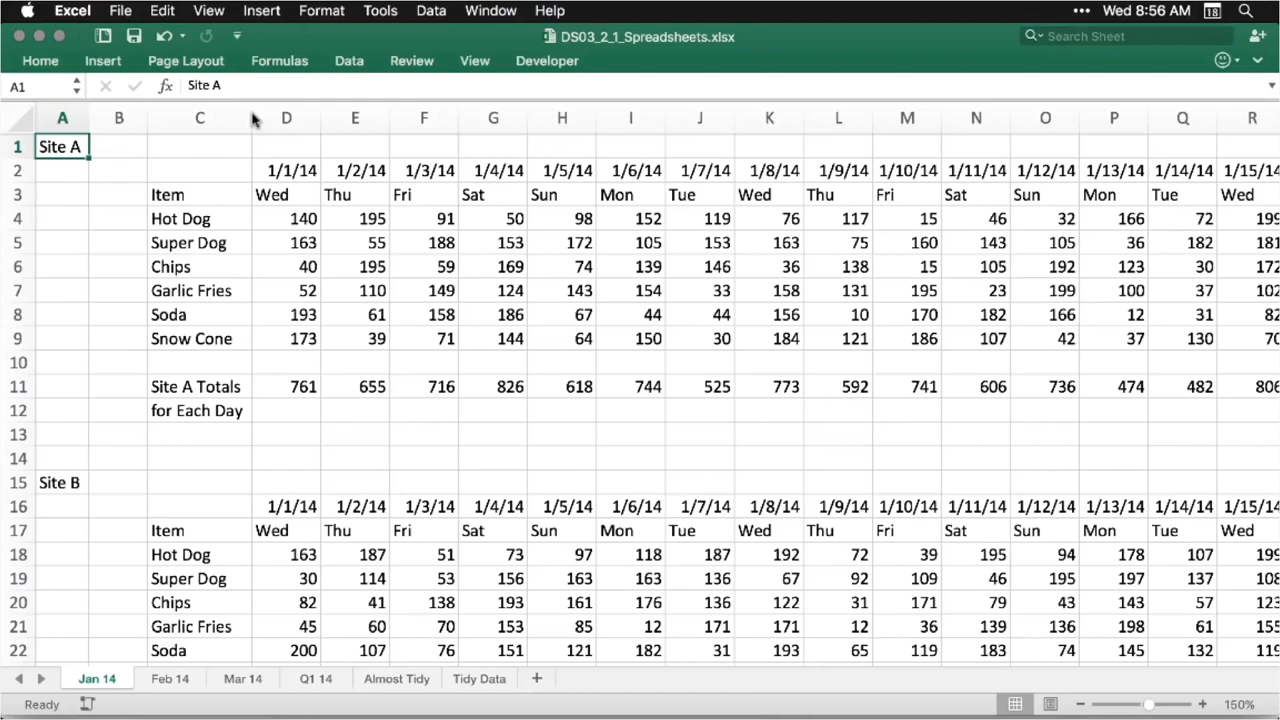 Excel File Edit View Insert Format Tools Data Window Help ••• Wed 8:56 AM 18
DS03_2_1_Spreadsheets.xlsx Search Sheet
Home Insert Page Layout Formulas Data Review View Developer
A1 fx Site A
A B C D E F G H I J K L M N O P Q R
1 Site A
2 1/1/14 1/2/14 1/3/14 1/4/14 1/5/14 1/6/14 1/7/14 1/8/14 1/9/14 1/10/14 1/11/14 1/12/14 1/13/14 1/14/14 1/15/14
3 Item Wed Thu Fri Sat Sun Mon Tue Wed Thu Fri Sat Sun Mon Tue Wed
4 Hot Dog 140 195 91 50 98 152 119 76 117 15 46 32 166 72 199
5 Super Dog 163 55 188 153 172 105 153 163 75 160 143 105 36 182 181
6 Chips 40 195 59 169 74 139 146 36 138 15 105 192 123 30 172
7 Garlic Fries 52 110 149 124 143 154 33 158 131 195 23 199 100 37 102
8 Soda 193 61 158 186 67 44 44 156 10 170 182 166 12 31 82
9 Snow Cone 173 39 71 144 64 150 30 184 121 186 107 42 37 130 70
10
11 Site A Totals 761 655 716 826 618 744 525 773 592 741 606 736 474 482 806
12 for Each Day
13
14
15 Site B
16 1/1/14 1/2/14 1/3/14 1/4/14 1/5/14 1/6/14 1/7/14 1/8/14 1/9/14 1/10/14 1/11/14 1/12/14 1/13/14 1/14/14 1/15/14
17 Item Wed Thu Fri Sat Sun Mon Tue Wed Thu Fri Sat Sun Mon Tue Wed
18 Hot Dog 163 187 51 73 97 118 187 192 72 39 195 94 178 107 199
19 Super Dog 30 114 53 156 163 163 136 67 92 109 46 195 197 137 108
20 Chips 82 41 138 193 161 176 136 122 31 171 79 43 143 57 123
21 Garlic Fries 45 60 70 153 85 12 171 171 12 36 139 136 198 61 155
22 Soda 200 107 76 151 121 182 31 193 65 119 183 74 145 132 119
Jan 14 Feb 14 Mar 14 Q1 14 Almost Tidy Tidy Data +
Ready 150%